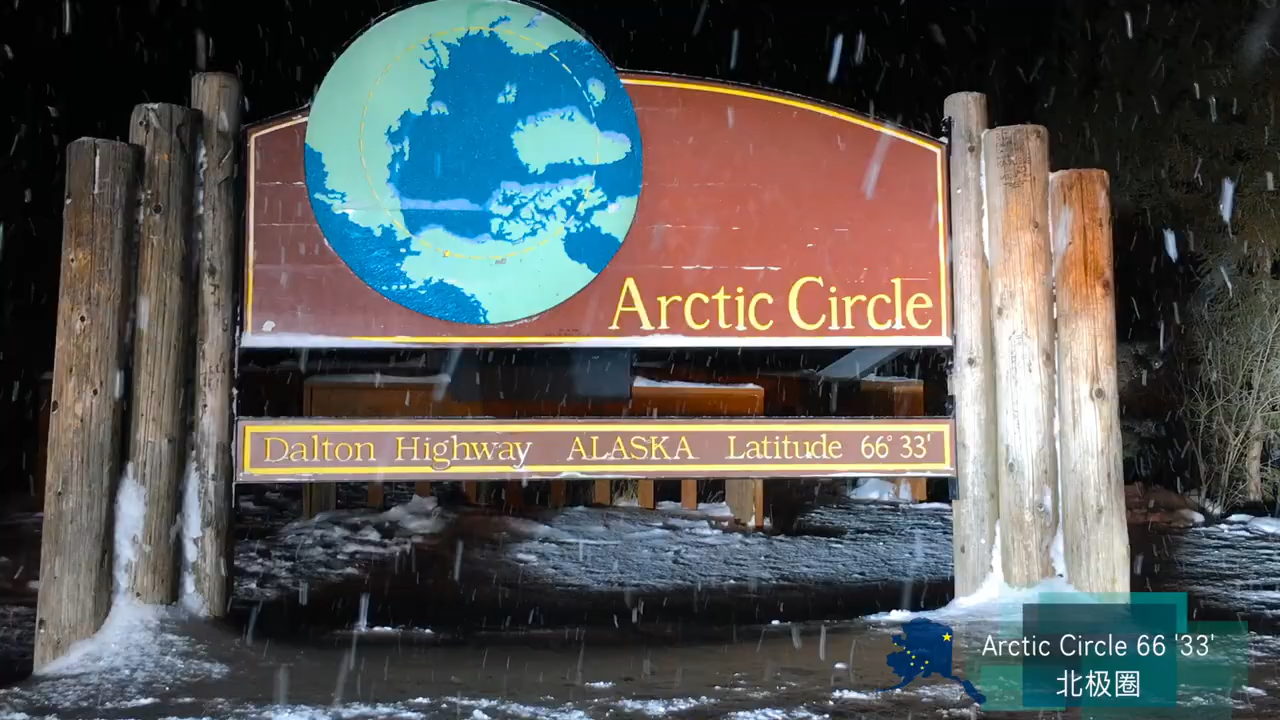 Arctic Circle
Dalton Highway ALASKA Latitude 66° 33'
Arctic Circle 66 '33'
北极圈